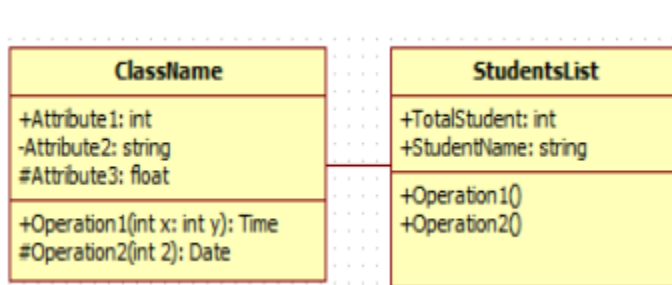 ClassName
+Attribute1: int
-Attribute2: string
#Attribute3: float
+Operation1(int x: int y): Time
#Operation2(int 2): Date
StudentsList
+TotalStudent: int
+StudentName: string
+Operation1()
+Operation2()